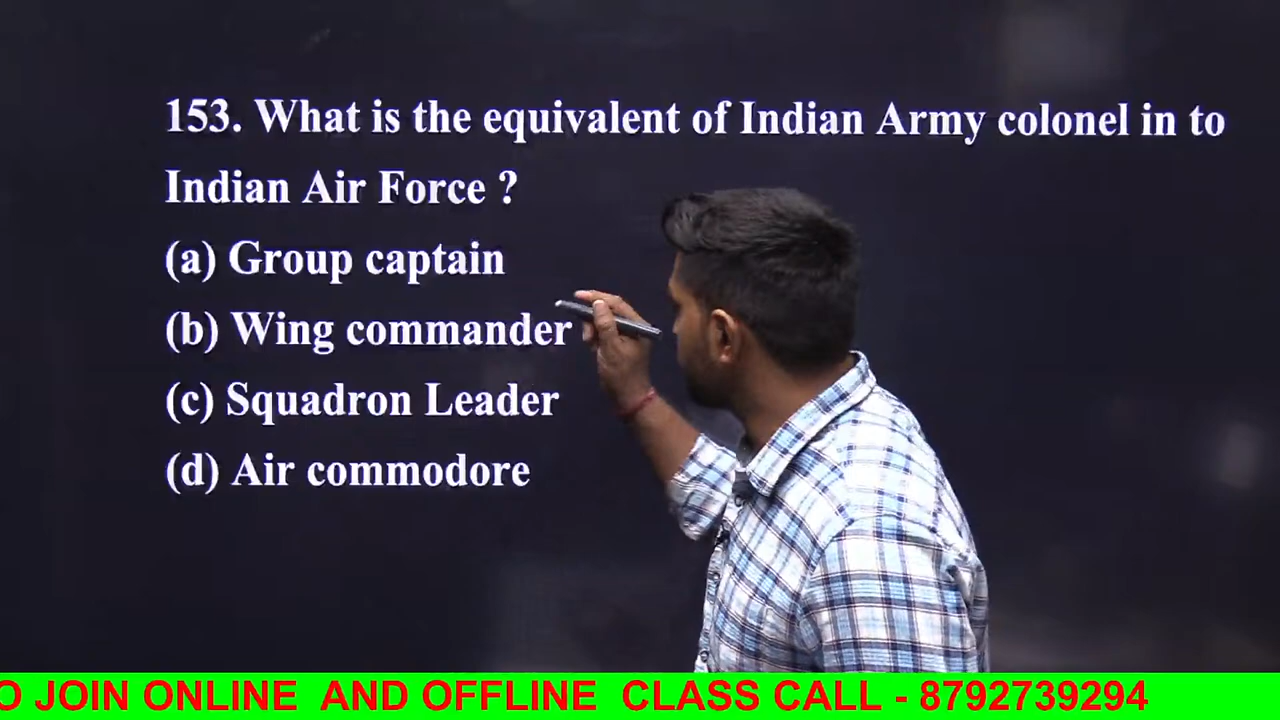 153. What is the equivalent of Indian Army colonel in to
Indian Air Force ?
(a) Group captain
(b) Wing commander
(c) Squadron Leader
(d) Air commodore
O JOIN ONLINE AND OFFLINE CLASS CALL - 8792739294